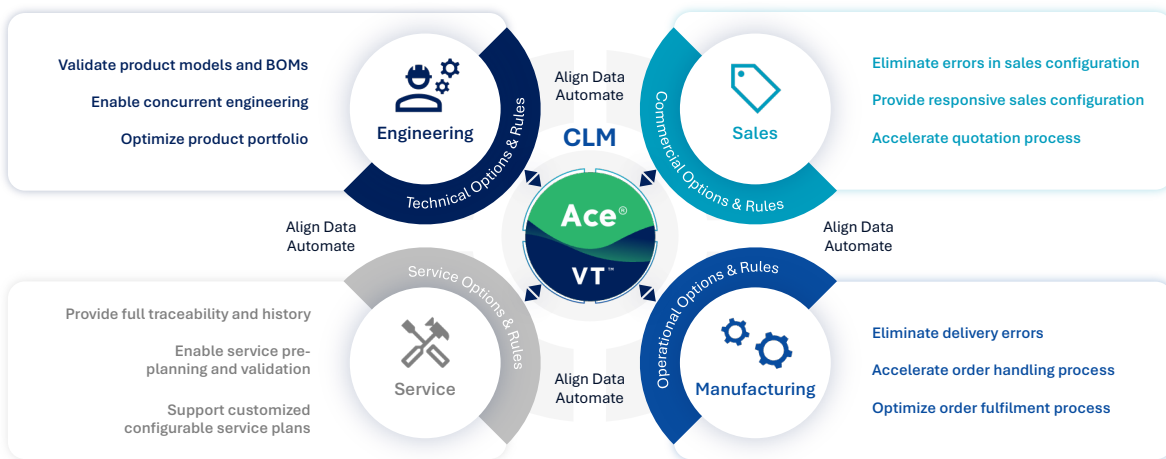 Validate product models and BOMs
Enable concurrent engineering
Optimize product portfolio
Engineering
Technical Options & Rules
Align Data
Automate
CLM
Commercial Options & Rules
Sales
Eliminate errors in sales configuration
Provide responsive sales configuration
Accelerate quotation process
Align Data
Automate
Ace®
VT™
Align Data
Automate
Provide full traceability and history
Enable service pre-
planning and validation
Support customized
configurable service plans
Service Options & Rules
Service
Align Data
Automate
Operational Options & Rules
Manufacturing
Eliminate delivery errors
Accelerate order handling process
Optimize order fulfilment process